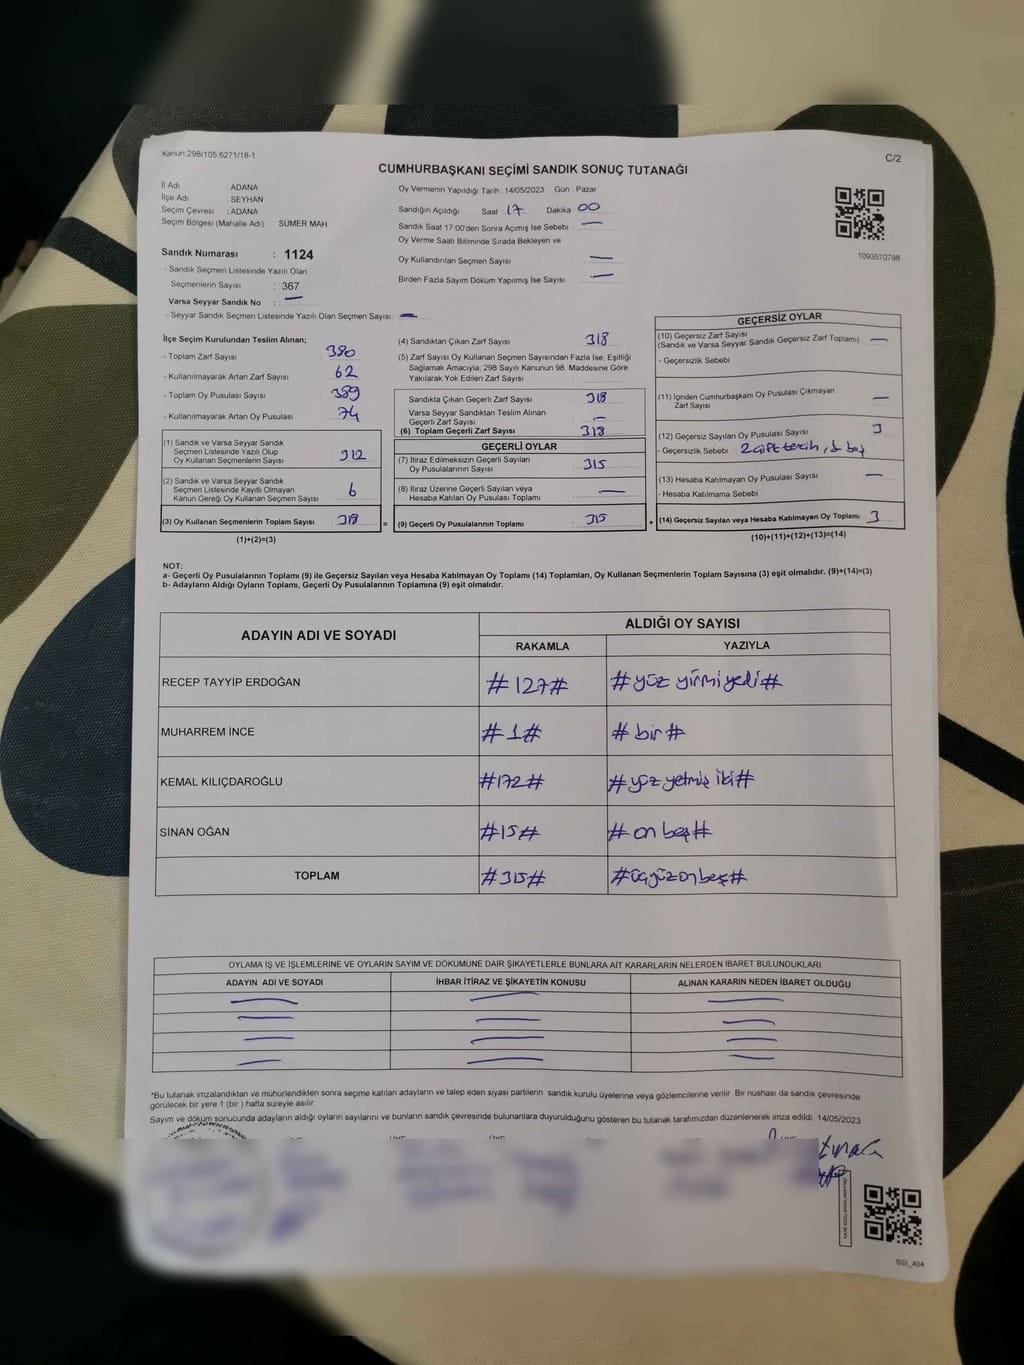 Kanun.298/105,6271/18-1
C/2
CUMHURBAŞKANI SEÇİMİ SANDIK SONUÇ TUTANAĞI
İl Adı ADANA
İlçe Adı : SEYHAN
Seçim Çevresi : ADANA
Seçim Bölgesi (Mahalle Adı) SÜMER MAH
Sandık Numarası : 1124
- Sandık Seçmen Listesinde Yazılı Olan
Seçmenlerin Sayısı : 367
Varsa Seyyar Sandık No : —
- Seyyar Sandık Seçmen Listesinde Yazılı Olan Seçmen Sayısı: —
Oy Vermenin Yapıldığı Tarih : 14/05/2023 Gün : Pazar
Sandığın Açıldığı Saat 17 Dakika 00
Sandık Saat 17:00'den Sonra Açımış İse Sebebi : —
Oy Verme Saati Bitiminde Sırada Bekleyen ve
Oy Kullandırılan Seçmen Sayısı —
Birden Fazla Sayım Döküm Yapılmış İse Sayısı : —
1093570798
İlçe Seçim Kurulundan Teslim Alınan;
- Toplam Zarf Sayısı : 380
- Kullanılmayarak Artan Zarf Sayısı : 62
- Toplam Oy Pusulası Sayısı : 389
- Kullanılmayarak Artan Oy Pusulası : 74
(1) Sandık ve Varsa Seyyar Sandık
Seçmen Listesinde Yazılı Olup
Oy Kullanan Seçmenlerin Sayısı : 312
(2) Sandık ve Varsa Seyyar Sandık
Seçmen Listesinde Kayıtlı Olmayan
Kanun Gereği Oy Kullanan Seçmen Sayısı : 6
(3) Oy Kullanan Seçmenlerin Toplam Sayısı : 318
(1)+(2)=(3)
(4) Sandıktan Çıkan Zarf Sayısı : 318
(5) Zarf Sayısı Oy Kullanan Seçmen Sayısından Fazla İse, Eşitliği
Sağlamak Amacıyla; 298 Sayılı Kanunun 98. Maddesine Göre
Yakılarak Yok Edilen Zarf Sayısı :
Sandıkta Çıkan Geçerli Zarf Sayısı : 318
Varsa Seyyar Sandıktan Teslim Alınan
Geçerli Zarf Sayısı : —
(6) Toplam Geçerli Zarf Sayısı : 318
GEÇERLİ OYLAR
(7) İtiraz Edilmeksizin Geçerli Sayılan
Oy Pusulalarının Sayısı : 315
(8) İtiraz Üzerine Geçerli Sayılan veya
Hesaba Katılan Oy Pusulası Toplamı : —
= (9) Geçerli Oy Pusulalarının Toplamı : 315 +
GEÇERSİZ OYLAR
(10) Geçersiz Zarf Sayısı
(Sandık ve Varsa Seyyar Sandık Geçersiz Zarf Toplamı) : —
- Geçersizlik Sebebi :
(11) İçinden Cumhurbaşkanı Oy Pusulası Çıkmayan
Zarf Sayısı : —
(12) Geçersiz Sayılan Oy Pusulası Sayısı : 3
- Geçersizlik Sebebi : 2 çift tercih, 1 boş
(13) Hesaba Katılmayan Oy Pusulası Sayısı : —
- Hesaba Katılmama Sebebi :
(14) Geçersiz Sayılan veya Hesaba Katılmayan Oy Toplamı : 3
(10)+(11)+(12)+(13)=(14)
NOT:
a- Geçerli Oy Pusulalarının Toplamı (9) ile Geçersiz Sayılan veya Hesaba Katılmayan Oy Toplamı (14) Toplamları, Oy Kullanan Seçmenlerin Toplam Sayısına (3) eşit olmalıdır. (9)+(14)=(3)
b- Adayların Aldığı Oyların Toplamı, Geçerli Oy Pusulalarının Toplamına (9) eşit olmalıdır.
ADAYIN ADI VE SOYADI ALDIĞI OY SAYISI
RAKAMLA YAZIYLA
RECEP TAYYİP ERDOĞAN #127# #yüz yirmi yedi#
MUHARREM İNCE #1# #bir#
KEMAL KILIÇDAROĞLU #172# #yüz yetmiş iki#
SİNAN OĞAN #15# #on beş#
TOPLAM #315# #üçyüzonbeş#
OYLAMA İŞ VE İŞLEMLERİNE VE OYLARIN SAYIM VE DÖKÜMÜNE DAİR ŞİKAYETLERLE BUNLARA AİT KARARLARIN NELERDEN İBARET BULUNDUKLARI
ADAYIN ADI VE SOYADI İHBAR İTİRAZ VE ŞİKAYETİN KONUSU ALINAN KARARIN NEDEN İBARET OLDUĞU
— — —
— — —
— — —
— — —
*Bu tutanak imzalandıktan ve mühürlendikten sonra seçime katılan adayların ve talep eden siyasi partilerin sandık kurulu üyelerine veya gözlemcilerine verilir. Bir nüshası da sandık çevresinde
görülecek bir yere 1 (bir ) hafta süreyle asılır.
Sayım ve döküm sonucunda adayların aldığı oyların sayılarını ve bunların sandık çevresinde bulunanlara duyurulduğunu gösteren bu tutanak tarafımızdan düzenlenerek imza edildi. 14/05/2023
SSI_404